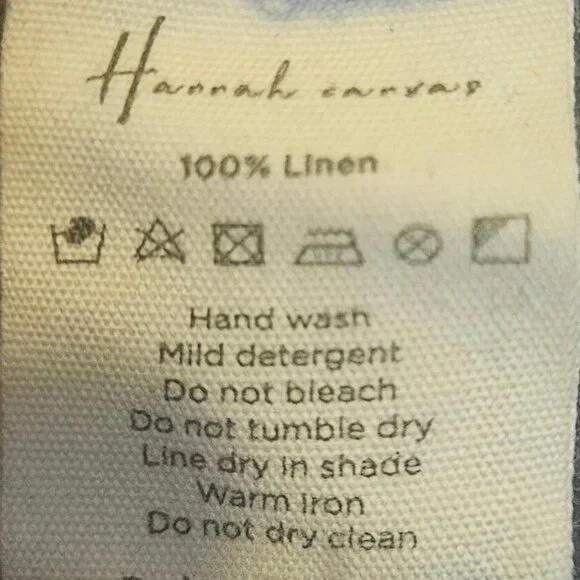 Hannah canvas
100% Linen
Hand wash
Mild detergent
Do not bleach
Do not tumble dry
Line dry in shade
Warm iron
Do not dry clean